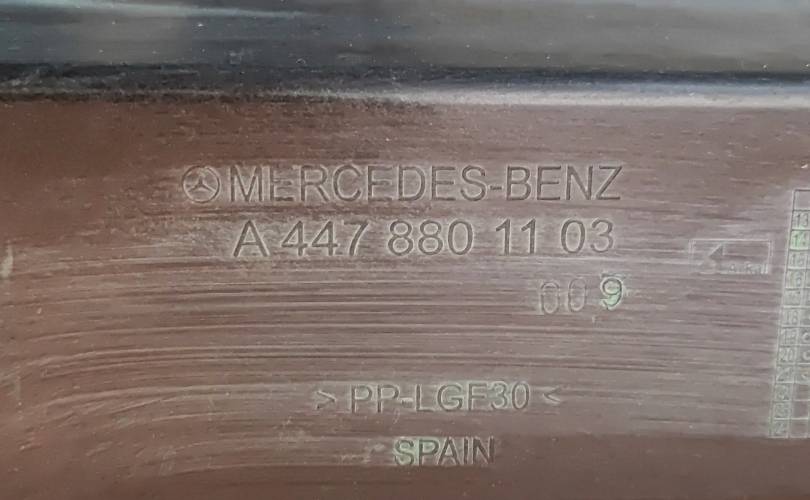 MERCEDES-BENZ
A 447 880 11 03
009
> PP-LGF30 <
SPAIN